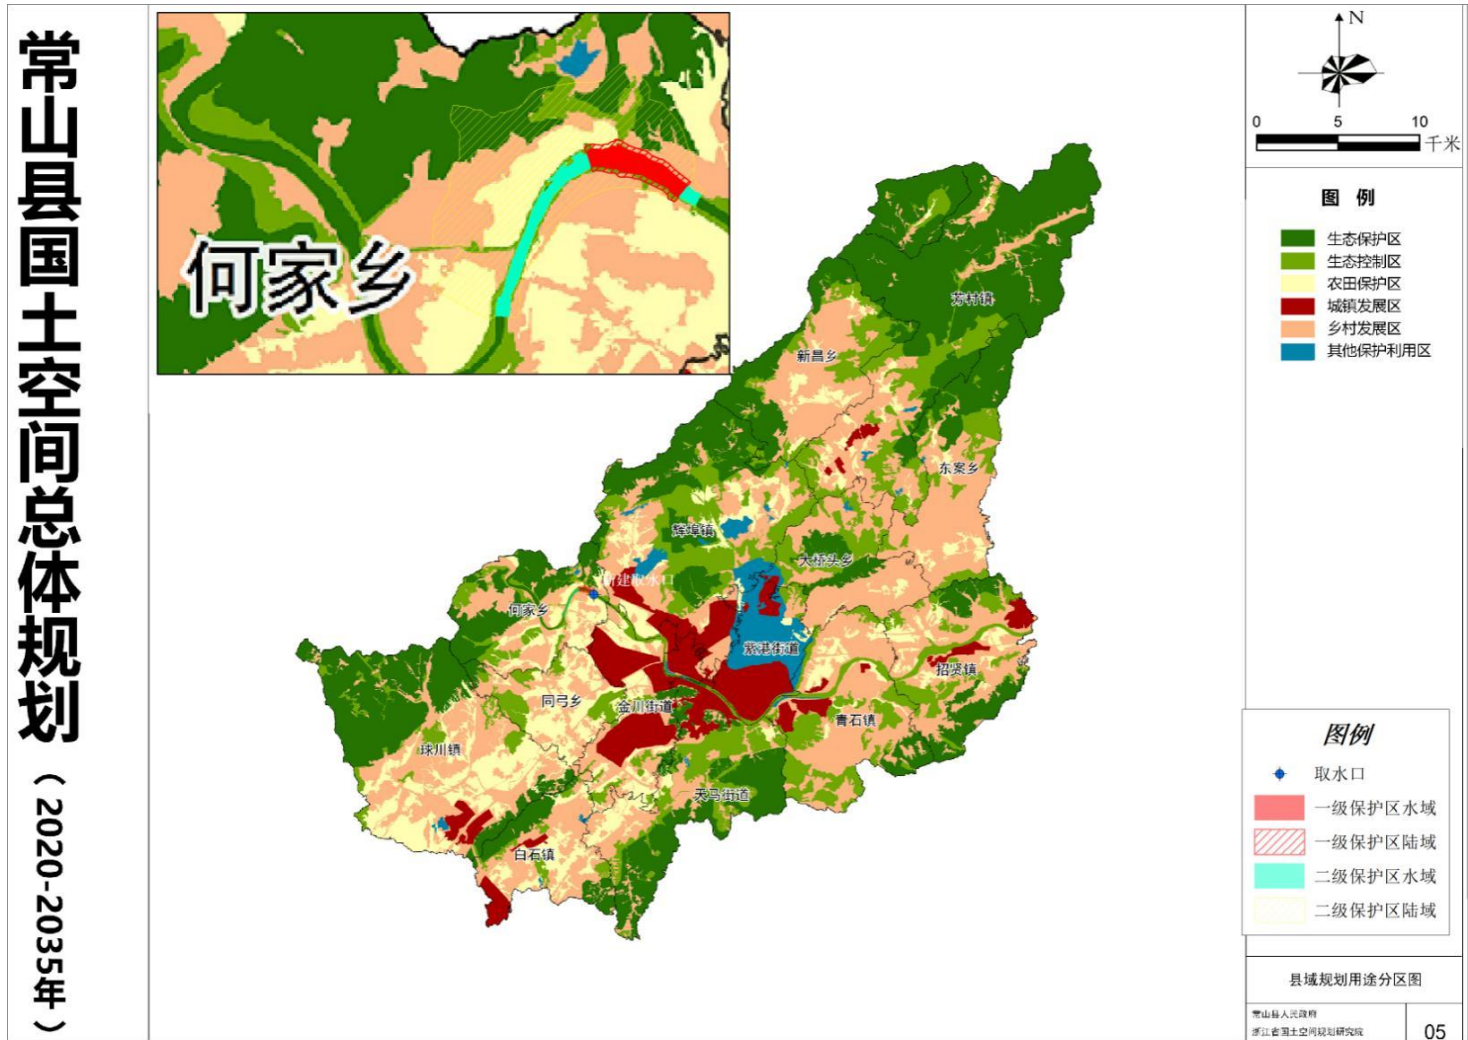 常山县国土空间总体规划（2020-2035年）
何家乡
N
0 5 10 千米
图 例
生态保护区
生态控制区
农田保护区
城镇发展区
乡村发展区
其他保护利用区
芳村镇
新昌乡
东案乡
辉埠镇
大桥头乡
新建取水口
何家乡
紫港街道
招贤镇
同弓乡
金川街道
青石镇
球川镇
天马街道
白石镇
图例
取水口
一级保护区水域
一级保护区陆域
二级保护区水域
二级保护区陆域
县域规划用途分区图
常山县人民政府
浙江省国土空间规划研究院
05